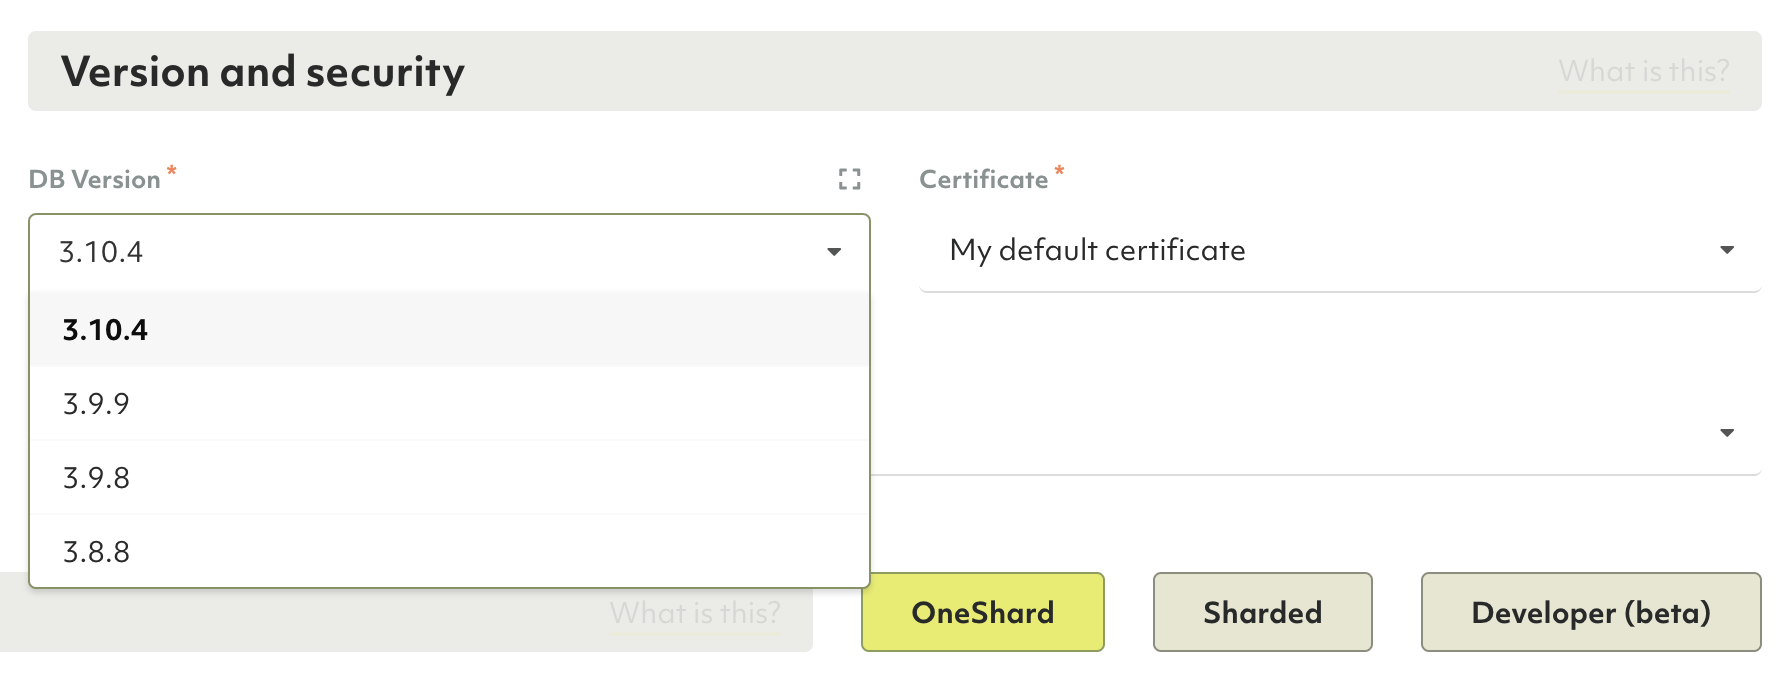 Version and security
What is this?
DB Version *
Certificate *
3.10.4
My default certificate
3.10.4
3.9.9
3.9.8
3.8.8
What is this?
OneShard
Sharded
Developer (beta)